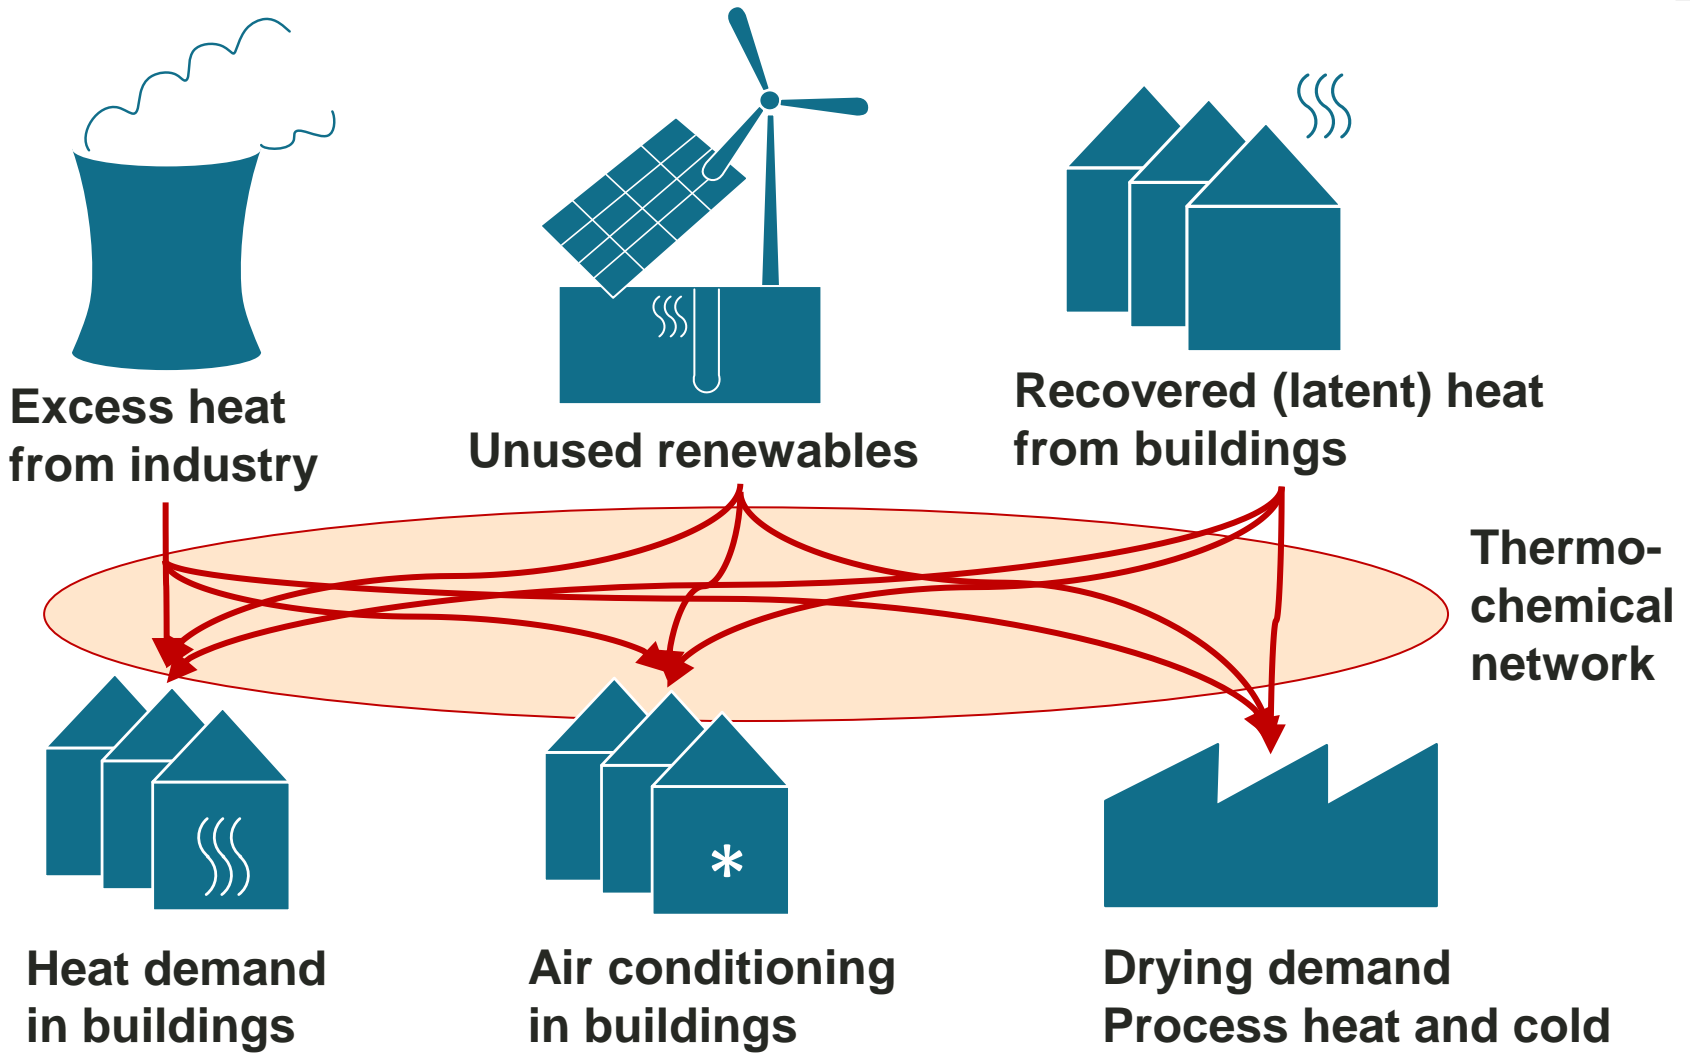 Excess heat
from industry
Unused renewables
Recovered (latent) heat
from buildings
Thermo-
chemical
network
*
Heat demand
in buildings
Air conditioning
in buildings
Drying demand
Process heat and cold